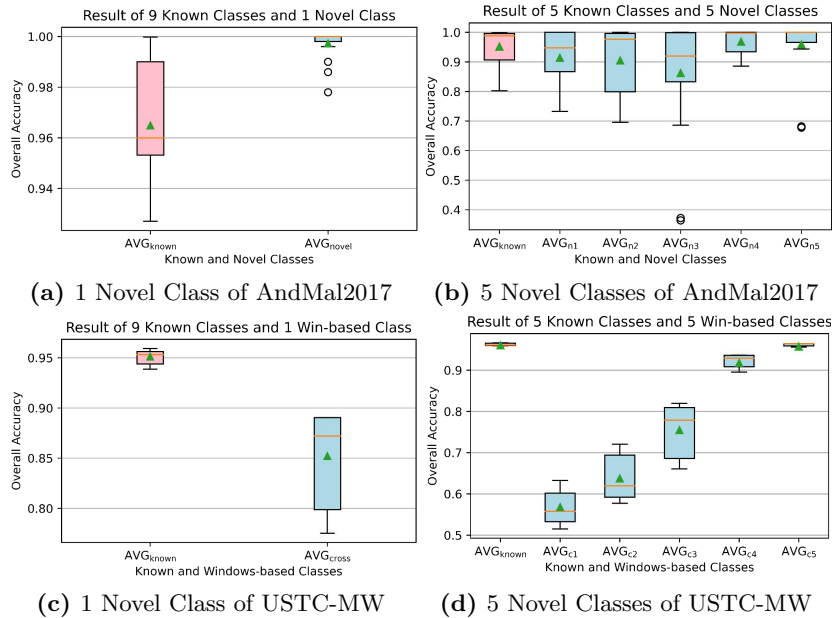 Result of 9 Known Classes and 1 Novel Class
Overall Accuracy
1.00
0.98
0.96
0.94
AVGknown
AVGnovel
Known and Novel Classes
(a) 1 Novel Class of AndMal2017
Result of 5 Known Classes and 5 Novel Classes
Overall Accuracy
1.0
0.9
0.8
0.7
0.6
0.5
0.4
AVGknown
AVGn1
AVGn2
AVGn3
AVGn4
AVGn5
Known and Novel Classes
(b) 5 Novel Classes of AndMal2017
Result of 9 Known Classes and 1 Win-based Class
Overall Accuracy
0.95
0.90
0.85
0.80
AVGknown
AVGcross
Known and Windows-based Classes
(c) 1 Novel Class of USTC-MW
Result of 5 Known Classes and 5 Win-based Classes
Overall Accuracy
0.9
0.8
0.7
0.6
0.5
AVGknown
AVGc1
AVGc2
AVGc3
AVGc4
AVGc5
Known and Windows-based Classes
(d) 5 Novel Classes of USTC-MW